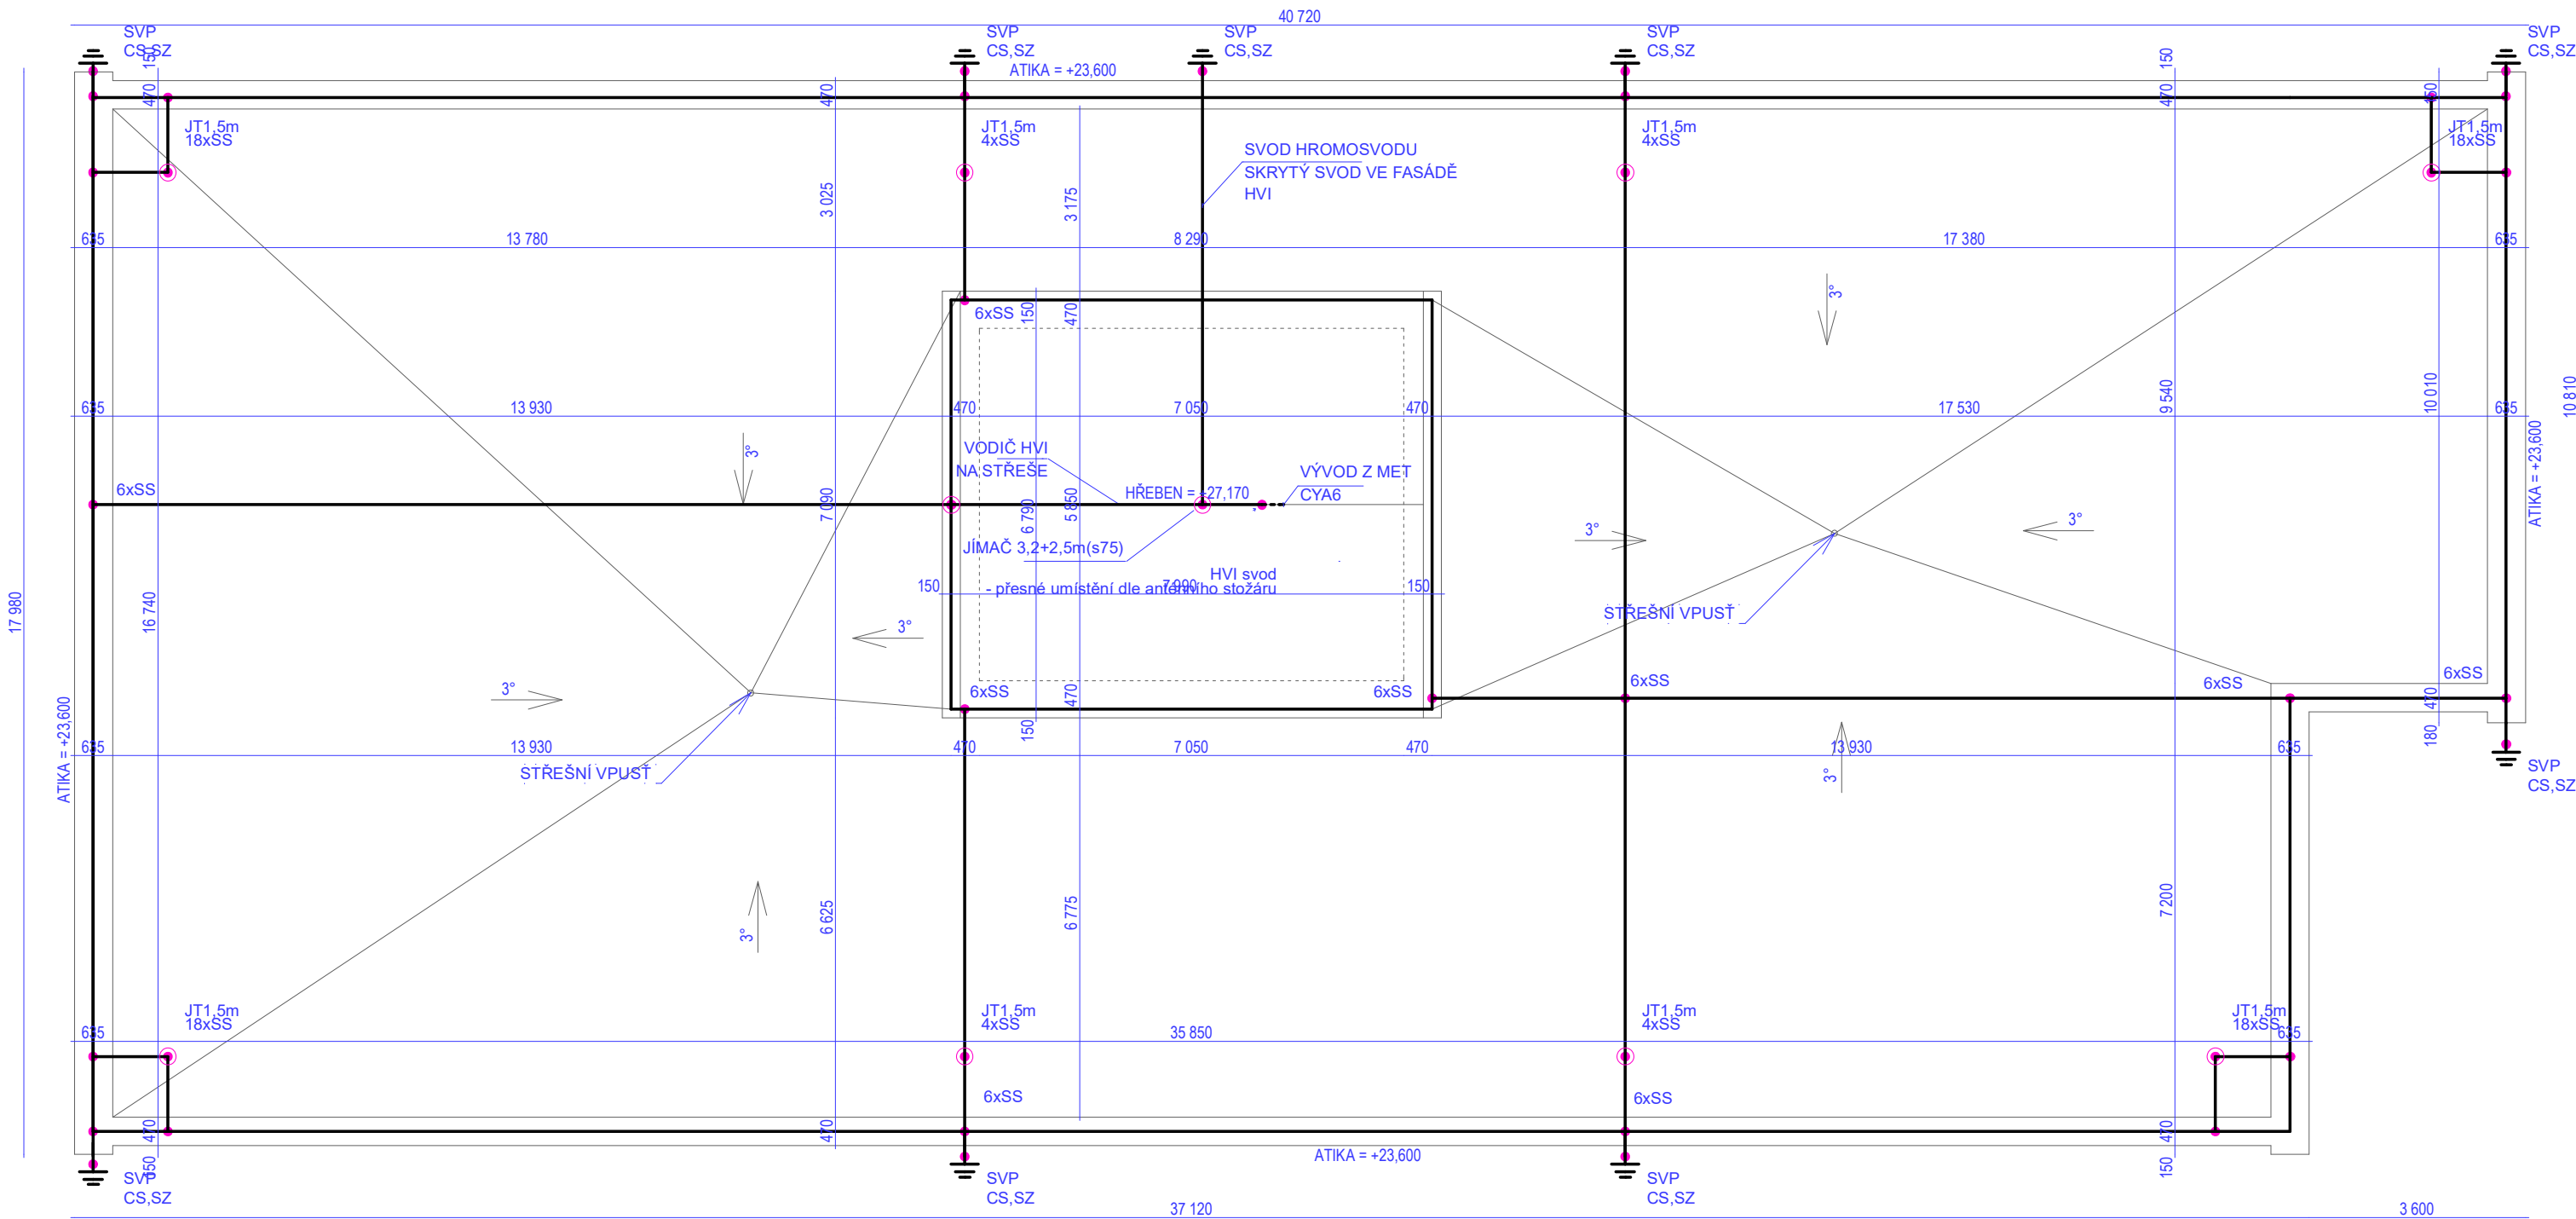 40 720
SVP
CS,SZ
SVP
CS,SZ
SVP
CS,SZ
SVP
CS,SZ
SVP
CS,SZ
ATIKA = +23,600
150
470
470
150
470
150
JT1,5m
18xSS
JT1,5m
4xSS
JT1,5m
4xSS
JT1,5m
18xSS
SVOD HROMOSVODU
SKRYTÝ SVOD VE FASÁDĚ
HVI
3 025
3 175
635
13 780
8 290
17 380
635
3°
6xSS
150
470
635
13 930
470
7 050
470
17 530
635
9 540
10 010
10 810
ATIKA = +23,600
3°
VODIČ HVI
NA STŘEŠE
HŘEBEN = +27,170
VÝVOD Z MET
CYA6
6xSS
7 090
6 790
5 850
JÍMAČ 3,2+2,5m(s75)
HVI svod
- přesné umístění dle anténního stožáru
150
7 990
150
3°
3°
STŘEŠNÍ VPUSŤ
17 980
16 740
3°
3°
6xSS
6xSS
6xSS
6xSS
6xSS
470
150
470
180
ATIKA = +23,600
635
13 930
470
7 050
470
13 930
635
STŘEŠNÍ VPUSŤ
3°
SVP
CS,SZ
3°
6 625
6 775
7 200
JT1,5m
18xSS
JT1,5m
4xSS
JT1,5m
4xSS
JT1,5m
18xSS
635
35 850
635
6xSS
6xSS
470
470
470
150
150
ATIKA = +23,600
SVP
CS,SZ
SVP
CS,SZ
SVP
CS,SZ
37 120
3 600